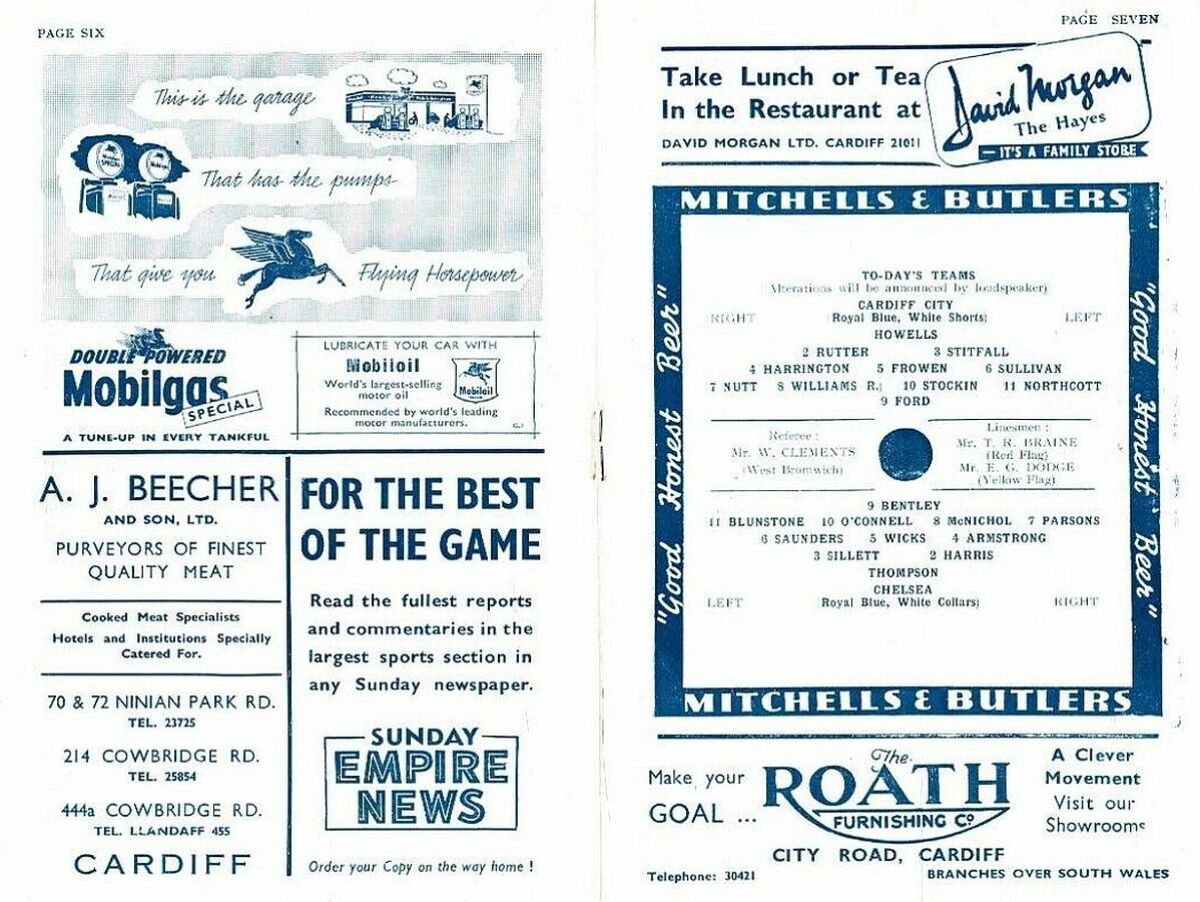 PAGE SIX
This is the garage
That has the pumps
That give you Flying Horsepower
DOUBLE-POWERED
Mobilgas
SPECIAL
A TUNE-UP IN EVERY TANKFUL
LUBRICATE YOUR CAR WITH
Mobiloil
World's largest-selling
motor oil
Recommended by world's leading
motor manufacturers.
Mobiloil
A. J. BEECHER
AND SON, LTD.
PURVEYORS OF FINEST
QUALITY MEAT
Cooked Meat Specialists
Hotels and Institutions Specially
Catered For.
70 & 72 NINIAN PARK RD.
TEL. 23725
214 COWBRIDGE RD.
TEL. 25854
444a COWBRIDGE RD.
TEL. LLANDAFF 455
CARDIFF
FOR THE BEST
OF THE GAME
Read the fullest reports
and commentaries in the
largest sports section in
any Sunday newspaper.
SUNDAY
EMPIRE
NEWS
Order your Copy on the way home !
PAGE SEVEN
Take Lunch or Tea
In the Restaurant at
DAVID MORGAN LTD. CARDIFF 21011
David Morgan
The Hayes
IT'S A FAMILY STORE
MITCHELLS & BUTLERS
"Good Honest Beer"
TO-DAY'S TEAMS
Alterations will be announced by loudspeaker)
CARDIFF CITY
RIGHT Royal Blue, White Shorts) LEFT
HOWELLS
2 RUTTER 3 STITFALL
4 HARRINGTON 5 FROWEN 6 SULLIVAN
7 NUTT 8 WILLIAMS R. 10 STOCKIN 11 NORTHCOTT
9 FORD
Referee :
Mr. W. CLEMENTS
(West Bromwich)
Linesmen :
Mr. T. R. BRAINE
(Red Flag)
Mr. E. G. DODGE
(Yellow Flag)
9 BENTLEY
11 BLUNSTONE 10 O'CONNELL 8 McNICHOL 7 PARSONS
6 SAUNDERS 5 WICKS 4 ARMSTRONG
3 SILLETT 2 HARRIS
THOMPSON
CHELSEA
LEFT Royal Blue, White Collars) RIGHT
"Good Honest Beer"
MITCHELLS & BUTLERS
Make your
GOAL ...
The
ROATH
FURNISHING Co
CITY ROAD, CARDIFF
A Clever
Movement
Visit our
Showrooms
Telephone: 30421
BRANCHES OVER SOUTH WALES